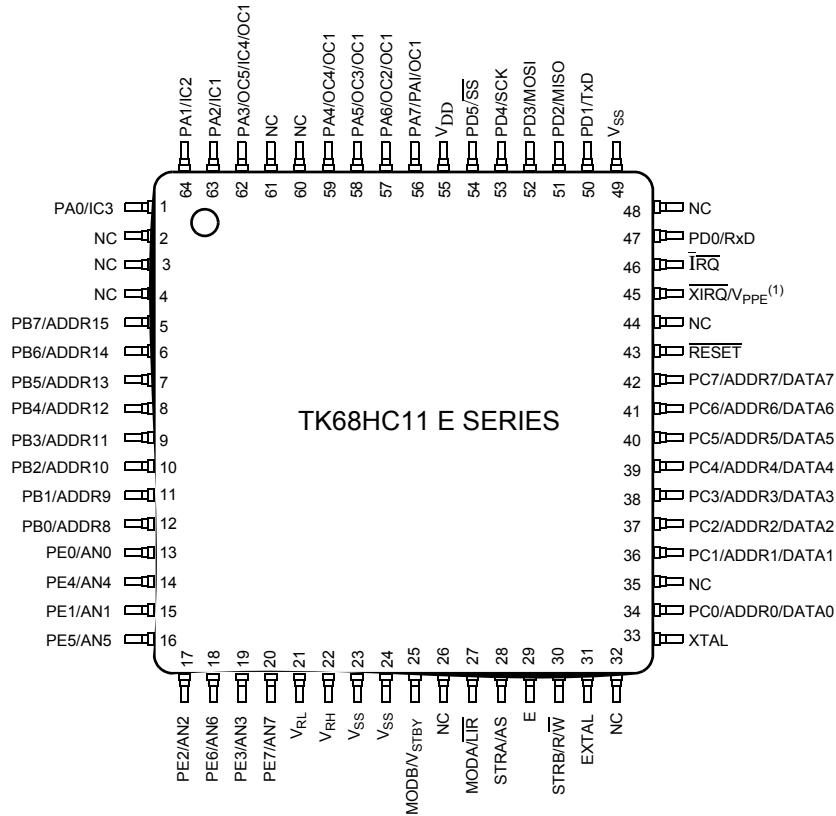 PA1/IC2
PA2/IC1
PA3/OC5/IC4/OC1
NC
NC
PA4/OC4/OC1
PA5/OC3/OC1
PA6/OC2/OC1
PA7/PAI/OC1
VDD
PD5/S̅S̅
PD4/SCK
PD3/MOSI
PD2/MISO
PD1/TxD
VSS
64 63 62 61 60 59 58 57 56 55 54 53 52 51 50 49
PA0/IC3 1
NC 2
NC 3
NC 4
PB7/ADDR15 5
PB6/ADDR14 6
PB5/ADDR13 7
PB4/ADDR12 8
PB3/ADDR11 9
PB2/ADDR10 10
PB1/ADDR9 11
PB0/ADDR8 12
PE0/AN0 13
PE4/AN4 14
PE1/AN1 15
PE5/AN5 16
TK68HC11 E SERIES
48 NC
47 PD0/RxD
46 I̅R̅Q̅
45 X̅I̅R̅Q̅/VPPE(1)
44 NC
43 R̅E̅S̅E̅T̅
42 PC7/ADDR7/DATA7
41 PC6/ADDR6/DATA6
40 PC5/ADDR5/DATA5
39 PC4/ADDR4/DATA4
38 PC3/ADDR3/DATA3
37 PC2/ADDR2/DATA2
36 PC1/ADDR1/DATA1
35 NC
34 PC0/ADDR0/DATA0
33 XTAL
17 18 19 20 21 22 23 24 25 26 27 28 29 30 31 32
PE2/AN2
PE6/AN6
PE3/AN3
PE7/AN7
VRL
VRH
VSS
VSS
MODB/VSTBY
NC
MODA/L̅I̅R̅
STRA/AS
E
STRB/R/W̅
EXTAL
NC